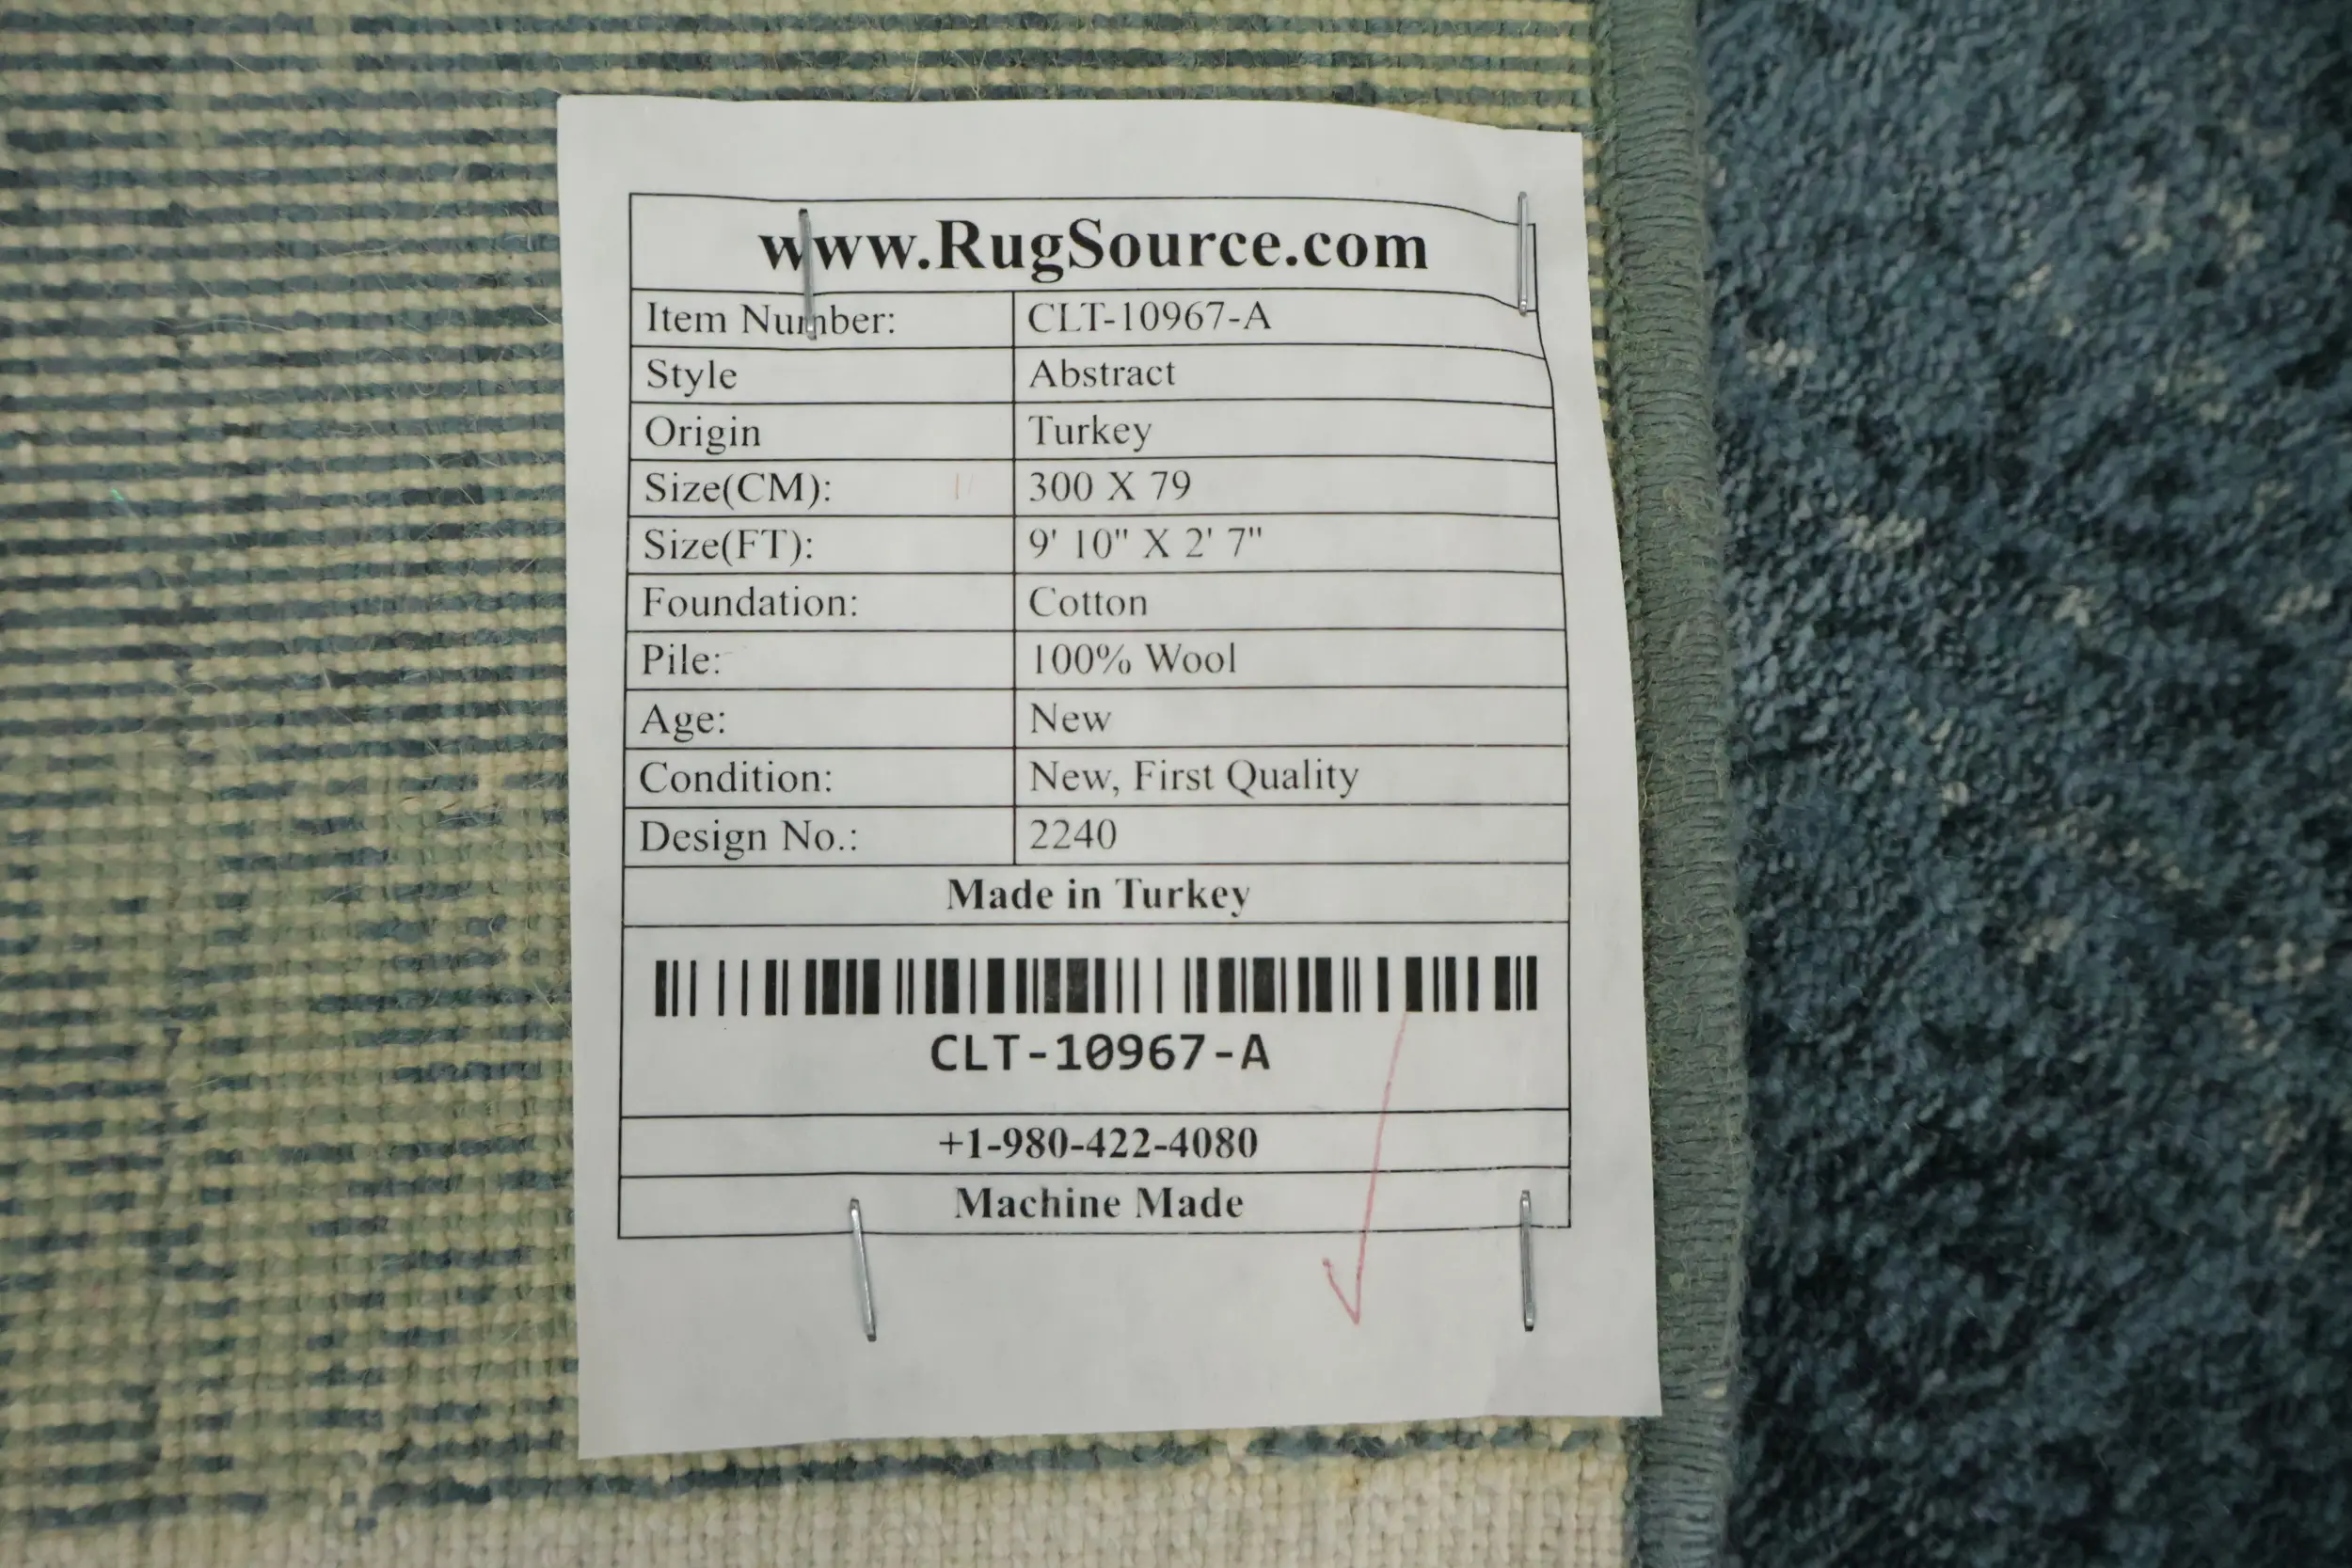 www.RugSource.com
Item Number: CLT-10967-A
Style Abstract
Origin Turkey
Size(CM): 300 X 79
Size(FT): 9' 10" X 2' 7"
Foundation: Cotton
Pile: 100% Wool
Age: New
Condition: New, First Quality
Design No.: 2240
Made in Turkey
CLT-10967-A
+1-980-422-4080
Machine Made